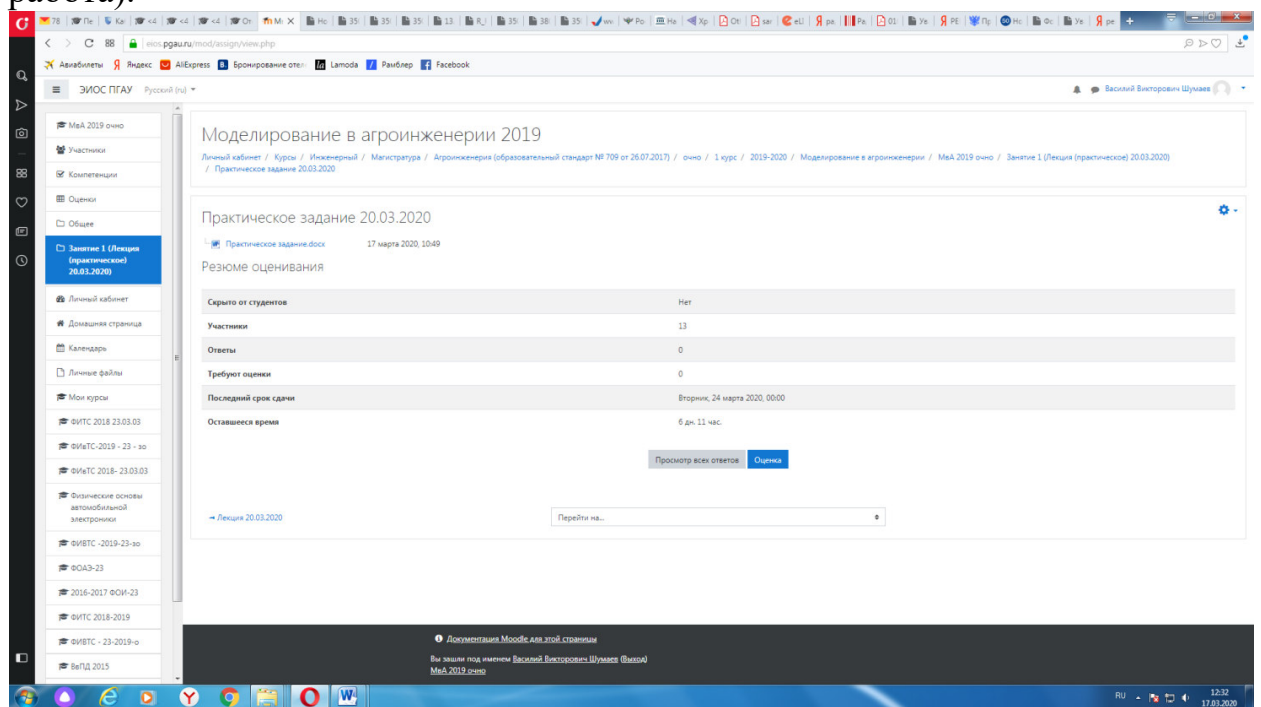 работа).
eios.pgau.ru/mod/assign/view.php
Авиабилеты Яндекс AliExpress Бронирование отел Lamoda Рамблер Facebook
ЭИОС ПГАУ Русский (ru)
Василий Викторович Шумаев
МвА 2019 очно
Участники
Компетенции
Оценки
Общее
Занятие 1 (Лекция
(практическое)
20.03.2020)
Личный кабинет
Домашняя страница
Календарь
Личные файлы
Мои курсы
ФИТС 2018 23.03.03
ФИвТС-2019 - 23 - зо
ФИвТС 2018- 23.03.03
Физические основы
автомобильной
электроники
ФИВТС -2019-23-зо
ФОАЭ-23
2016-2017 ФОИ-23
ФИТС 2018-2019
ФИВТС - 23-2019-о
ВвПД 2015
Моделирование в агроинженерии 2019
Личный кабинет / Курсы / Инженерный / Магистратура / Агроинженерия (образовательный стандарт № 709 от 26.07.2017) / очно / 1 курс / 2019-2020 / Моделирование в агроинженерии / МвА 2019 очно / Занятие 1 (Лекция (практическое) 20.03.2020)
/ Практическое задание 20.03.2020
Практическое задание 20.03.2020
Практическое задание.docx 17 марта 2020, 10:49
Резюме оценивания
Скрыто от студентов Нет
Участники 13
Ответы 0
Требуют оценки 0
Последний срок сдачи Вторник, 24 марта 2020, 00:00
Оставшееся время 6 дн. 11 час.
Просмотр всех ответов Оценка
Лекция 20.03.2020 Перейти на...
Документация Moodle для этой страницы
Вы зашли под именем Василий Викторович Шумаев (Выход)
МвА 2019 очно
RU 12:32
17.03.2020